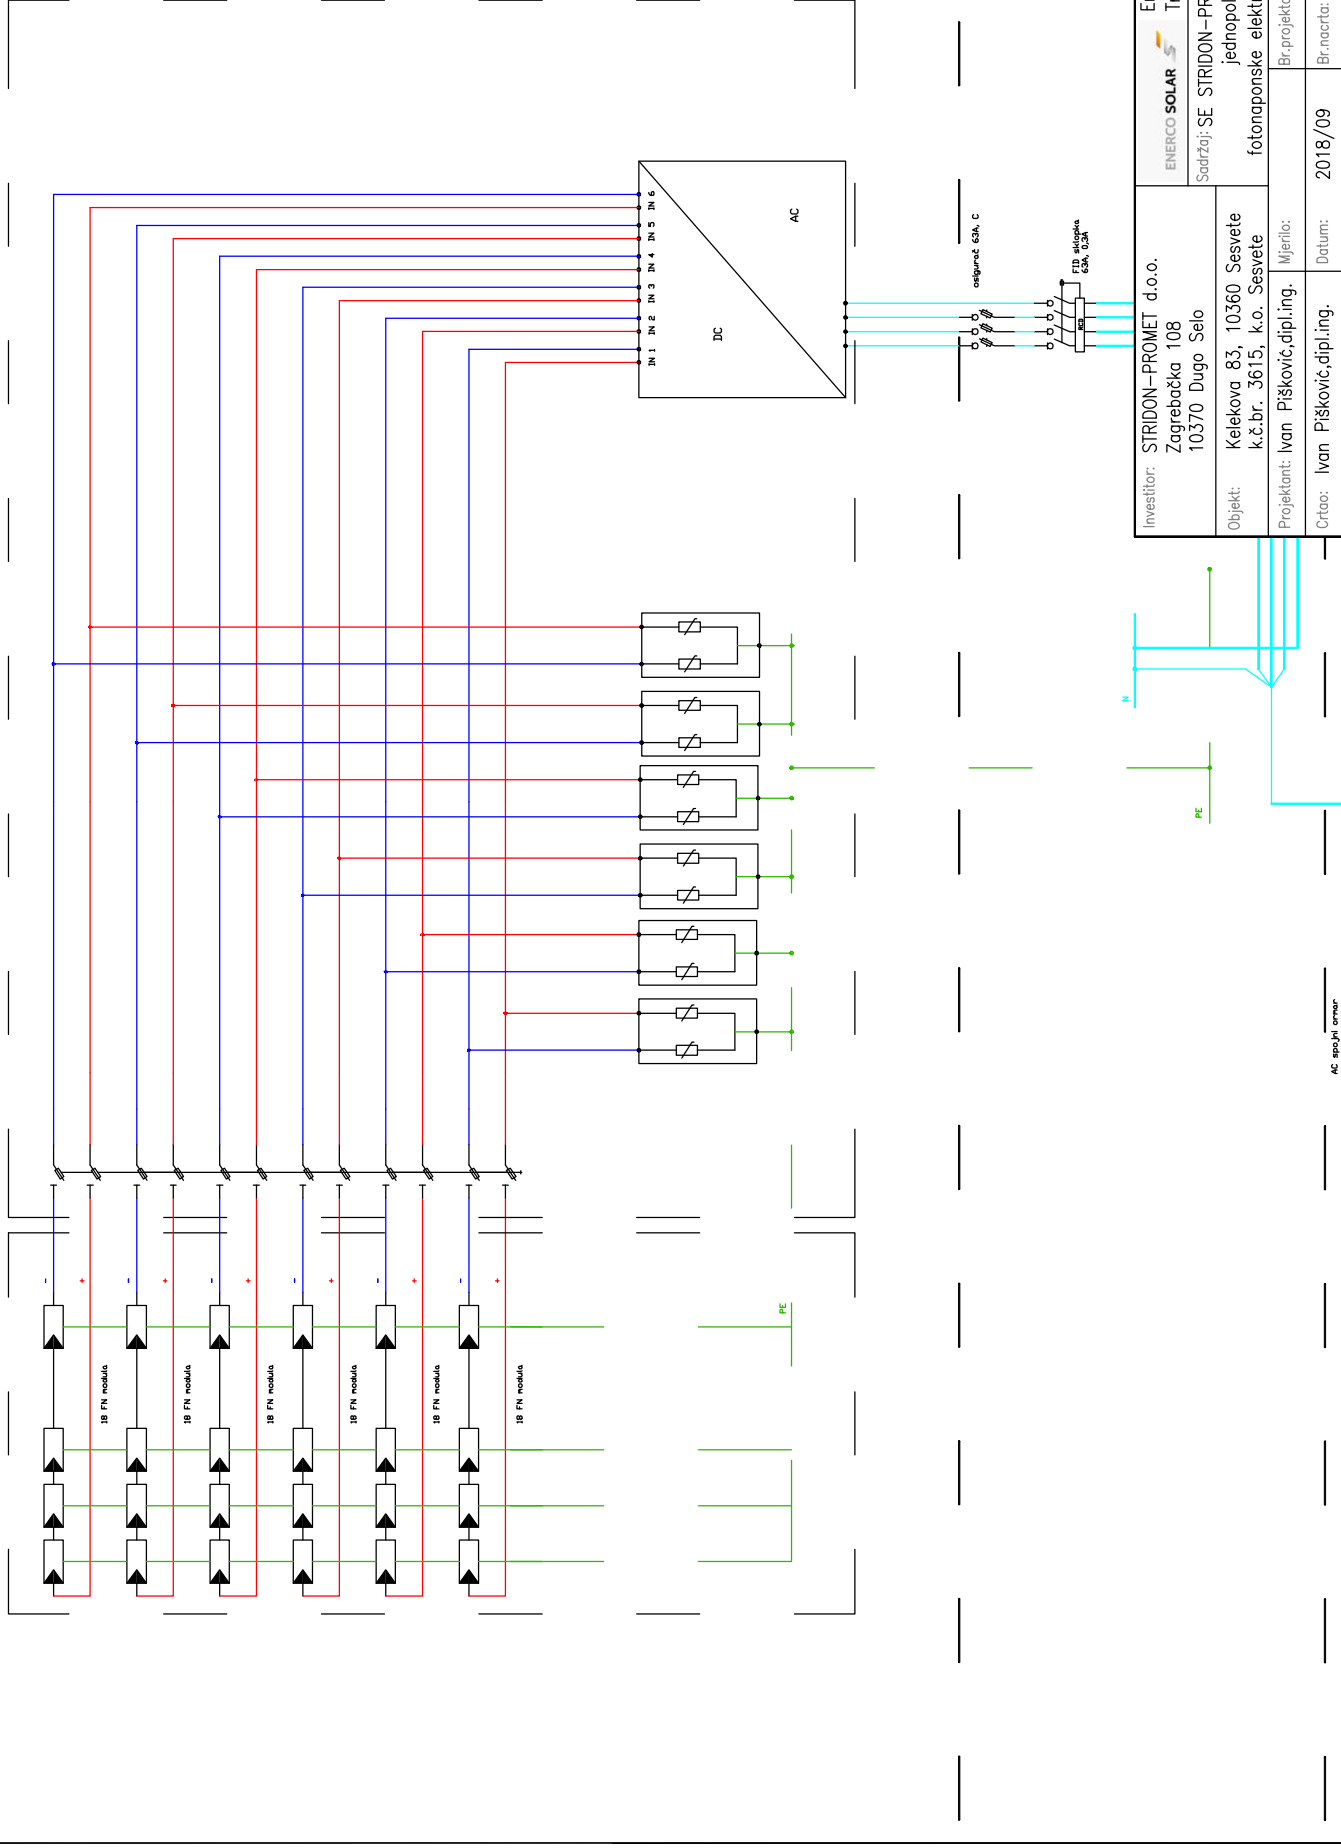 IN 6
IN 5
IN 4
IN 3
IN 2
IN 1
DC
AC
osigurač 63A, C
FID sklopka
63A, 0,3A
RCD
ENERCO SOLAR
Sadržaj: SE STRIDON-PR
jednopol
fotonaponske elektr
Investitor: STRIDON-PROMET d.o.o.
Zagrebačka 108
10370 Dugo Selo
Objekt: Kelekova 83, 10360 Sesvete
k.č.br. 3615, k.o. Sesvete
Projektant: Ivan Pišković,dipl.ing.
Mjerilo:
Br.projekta
Crtao: Ivan Pišković,dipl.ing.
Datum: 2018/09
Br.nacrta:
N
PE
AC spojni ormar
- + - + - + - + - + - +
PE
18 FN modula
18 FN modula
18 FN modula
18 FN modula
18 FN modula
18 FN modula